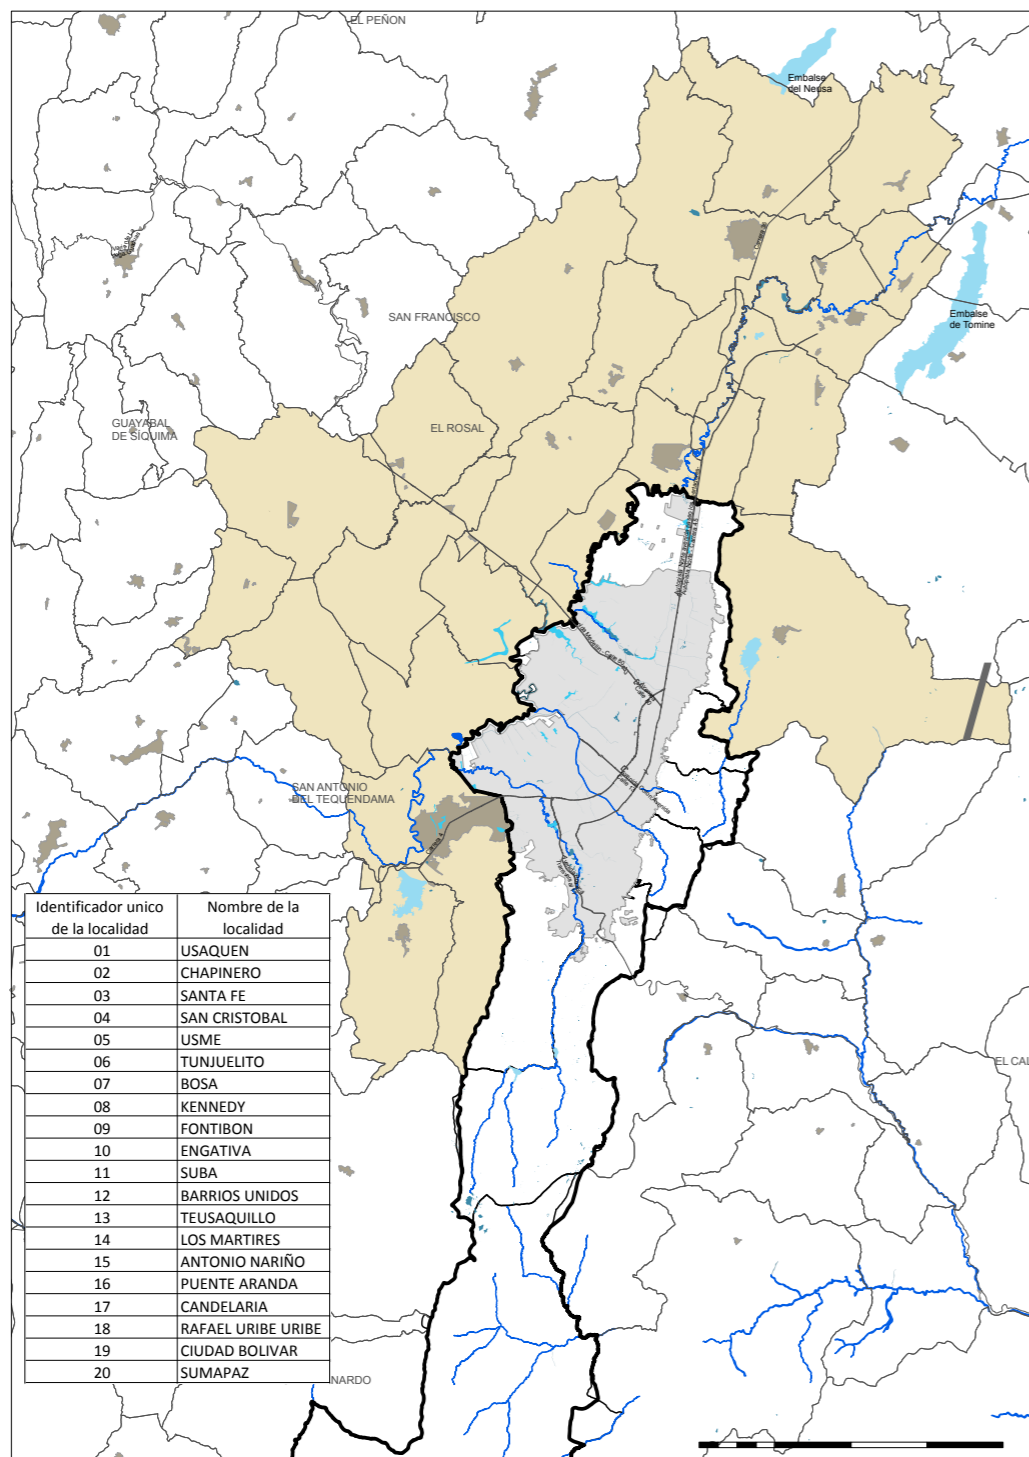 EL PEÑON
Embalse
del Neusa
SAN FRANCISCO
Embalse
de Tomine
GUAYABAL
DE SIQUIMA
EL ROSAL
SAN ANTONIO
DEL TEQUENDAMA
Carrera 4
Identificador unico
de la localidad
Nombre de la
localidad
01 USAQUEN
02 CHAPINERO
03 SANTA FE
04 SAN CRISTOBAL
05 USME
06 TUNJUELITO
07 BOSA
08 KENNEDY
09 FONTIBON
10 ENGATIVA
11 SUBA
12 BARRIOS UNIDOS
13 TEUSAQUILLO
14 LOS MARTIRES
15 ANTONIO NARIÑO
16 PUENTE ARANDA
17 CANDELARIA
18 RAFAEL URIBE URIBE
19 CIUDAD BOLIVAR
20 SUMAPAZ
EL CAL
NARDO